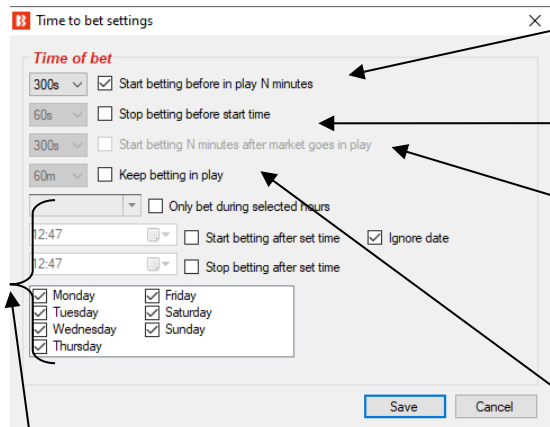 Time to bet settings
Time of bet
300s Start betting before in play N minutes
60s Stop betting before start time
300s Start betting N minutes after market goes in play
60m Keep betting in play
Only bet during selected hours
12:47 Start betting after set time Ignore date
12:47 Stop betting after set time
Monday Friday
Tuesday Saturday
Wednesday Sunday
Thursday
Save Cancel